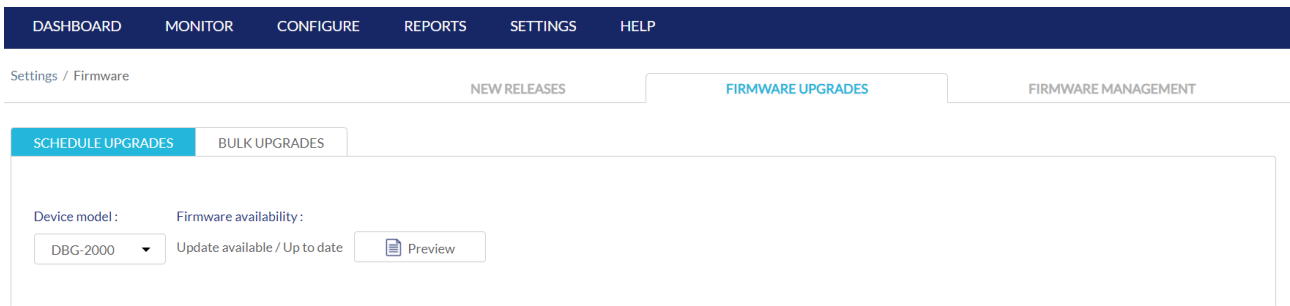 DASHBOARD MONITOR CONFIGURE REPORTS SETTINGS HELP
Settings / Firmware
NEW RELEASES FIRMWARE UPGRADES FIRMWARE MANAGEMENT
SCHEDULE UPGRADES BULK UPGRADES
Device model : Firmware availability :
DBG-2000 Update available / Up to date Preview